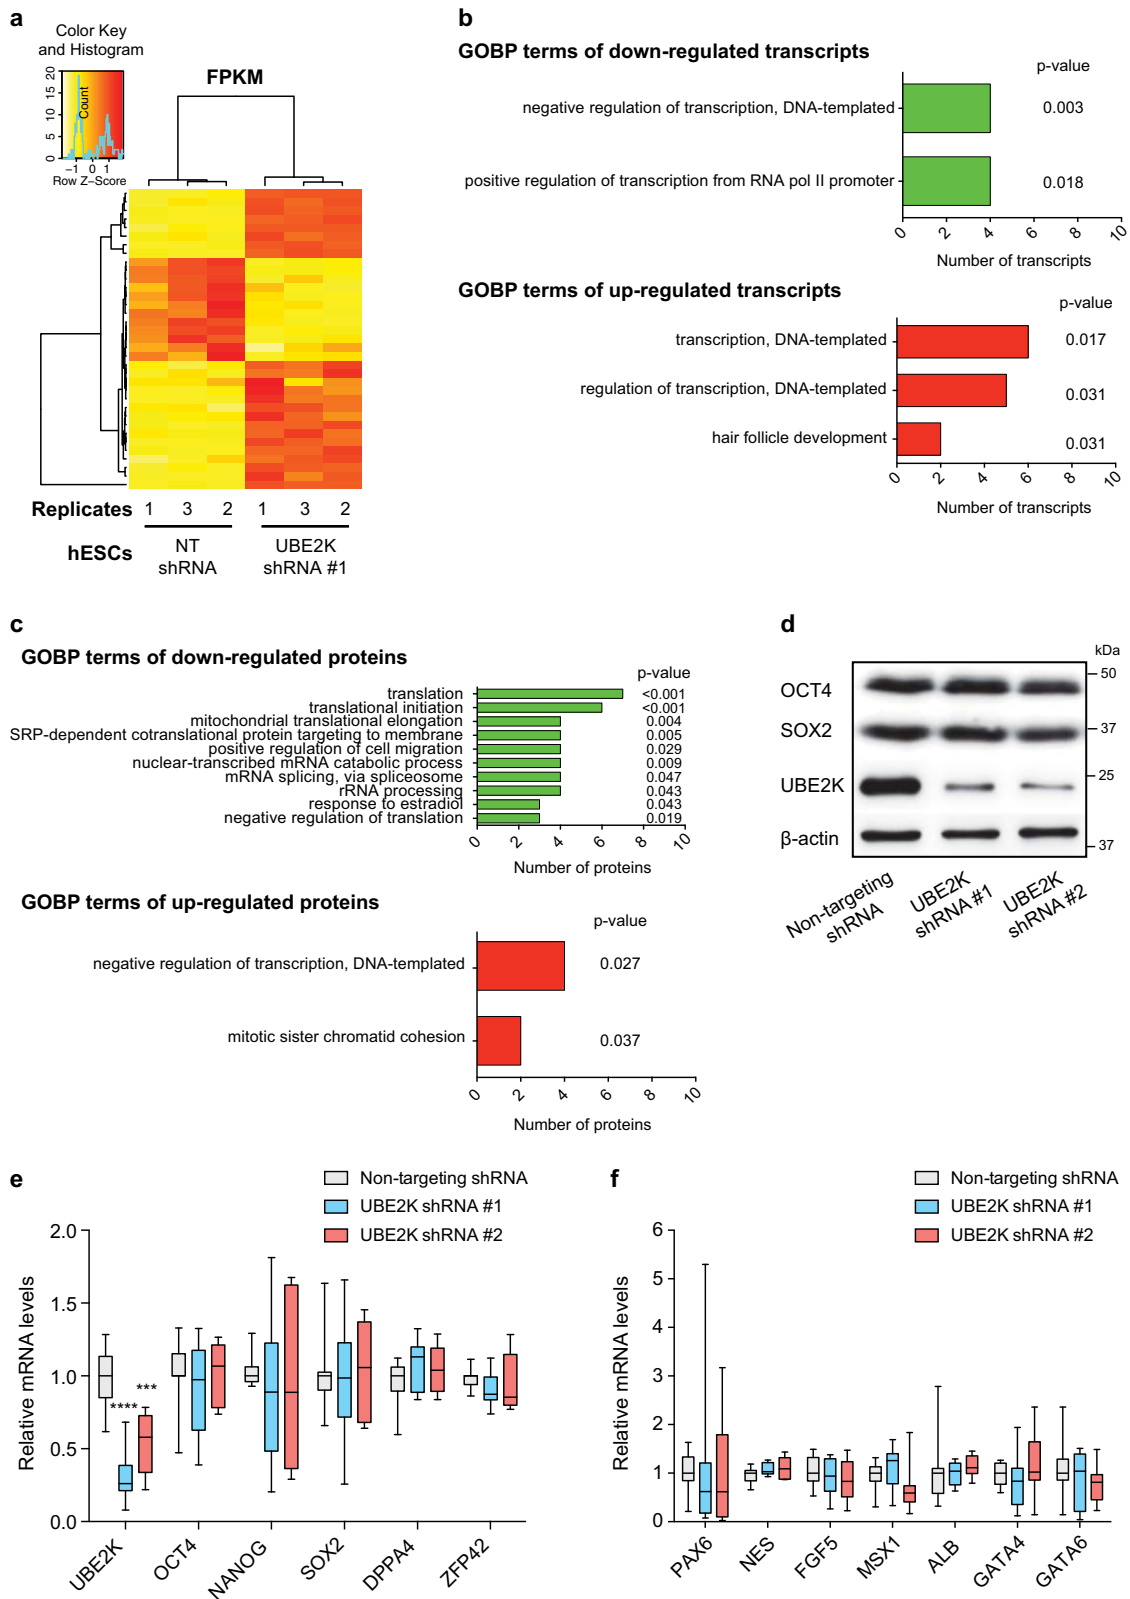 a
Color Key
and Histogram
Count
0 5 10 15 20
−1 0 1
Row Z−Score
FPKM
Replicates 1 3 2 1 3 2
hESCs
NT
shRNA
UBE2K
shRNA #1
b
GOBP terms of down-regulated transcripts
p-value
negative regulation of transcription, DNA-templated 0.003
positive regulation of transcription from RNA pol II promoter 0.018
0 2 4 6 8 10
Number of transcripts
GOBP terms of up-regulated transcripts
p-value
transcription, DNA-templated 0.017
regulation of transcription, DNA-templated 0.031
hair follicle development 0.031
0 2 4 6 8 10
Number of transcripts
c
GOBP terms of down-regulated proteins
p-value
translation <0.001
translational initiation <0.001
mitochondrial translational elongation 0.004
SRP-dependent cotranslational protein targeting to membrane 0.005
positive regulation of cell migration 0.029
nuclear-transcribed mRNA catabolic process 0.009
mRNA splicing, via spliceosome 0.047
rRNA processing 0.043
response to estradiol 0.043
negative regulation of translation 0.019
0 2 4 6 8 10
Number of proteins
GOBP terms of up-regulated proteins
p-value
negative regulation of transcription, DNA-templated 0.027
mitotic sister chromatid cohesion 0.037
0 2 4 6 8 10
Number of proteins
d
kDa
OCT4 50
SOX2 37
UBE2K 25
β-actin 37
Non-targeting
shRNA
UBE2K
shRNA #1
UBE2K
shRNA #2
e
Non-targeting shRNA
UBE2K shRNA #1
UBE2K shRNA #2
Relative mRNA levels
2.0
1.5
1.0
0.5
0.0
**** ***
UBE2K OCT4 NANOG SOX2 DPPA4 ZFP42
f
Non-targeting shRNA
UBE2K shRNA #1
UBE2K shRNA #2
Relative mRNA levels
6
5
4
3
2
1
0
PAX6 NES FGF5 MSX1 ALB GATA4 GATA6